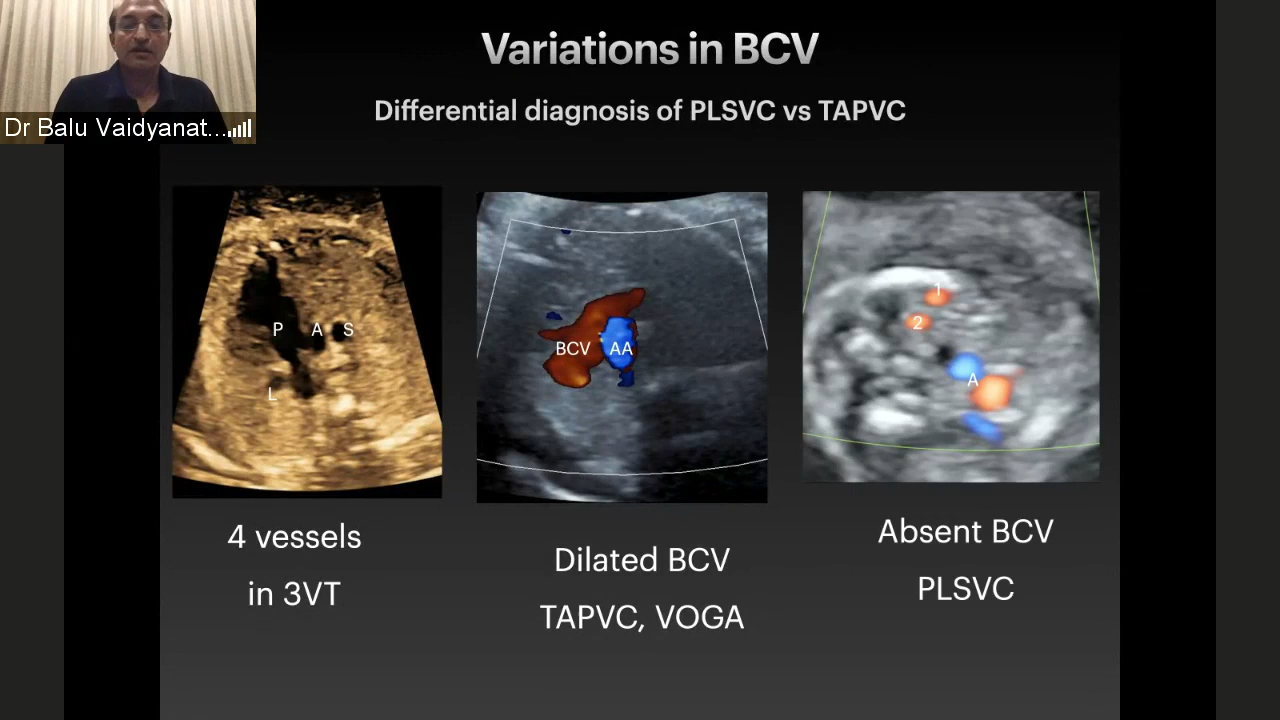 Variations in BCV
Differential diagnosis of PLSVC vs TAPVC
Dr Balu Vaidyanat...
P A S
L
BCV AA
1
2
A
4 vessels
in 3VT
Dilated BCV
TAPVC, VOGA
Absent BCV
PLSVC